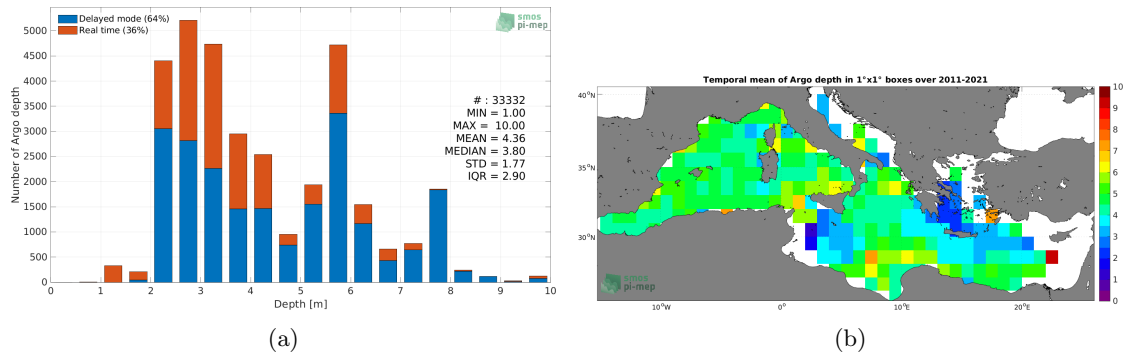 smos
pi-mep
Delayed mode (64%)
Real time (36%)
Number of Argo depth
5500
5000
4500
4000
3500
3000
2500
2000
1500
1000
500
0
# : 33332
MIN = 1.00
MAX = 10.00
MEAN = 4.36
MEDIAN = 3.80
STD = 1.77
IQR = 2.90
0 1 2 3 4 5 6 7 8 9 10
Depth [m]
(a)
Temporal mean of Argo depth in 1°x1° boxes over 2011-2021
40°N
35°N
30°N
10°W 0° 10°E 20°E
10
9
8
7
6
5
4
3
2
1
0
smos
pi-mep
(b)